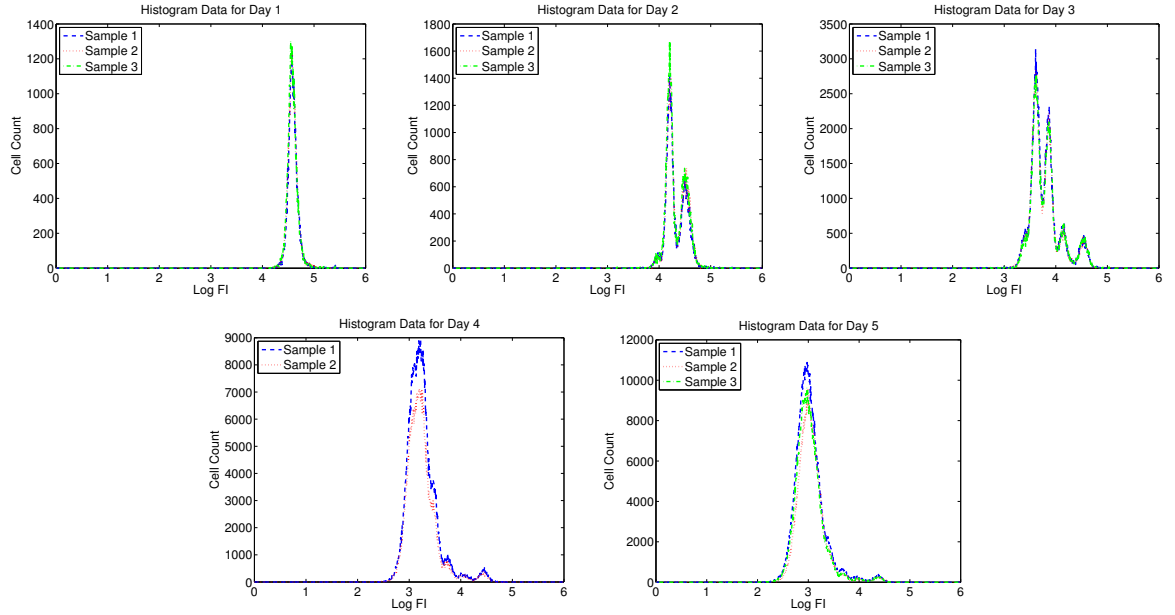 Histogram Data for Day 1
1400
1200
1000
800
600
400
200
0
Cell Count
Sample 1
Sample 2
Sample 3
0 1 2 3 4 5 6
Log FI
Histogram Data for Day 2
1800
1600
1400
1200
1000
800
600
400
200
0
Cell Count
Sample 1
Sample 2
Sample 3
0 1 2 3 4 5 6
Log FI
Histogram Data for Day 3
3500
3000
2500
2000
1500
1000
500
0
Cell Count
Sample 1
Sample 2
Sample 3
0 1 2 3 4 5 6
Log FI
Histogram Data for Day 4
9000
8000
7000
6000
5000
4000
3000
2000
1000
0
Cell Count
Sample 1
Sample 2
0 1 2 3 4 5 6
Log FI
Histogram Data for Day 5
12000
10000
8000
6000
4000
2000
0
Cell Count
Sample 1
Sample 2
Sample 3
0 1 2 3 4 5 6
Log FI